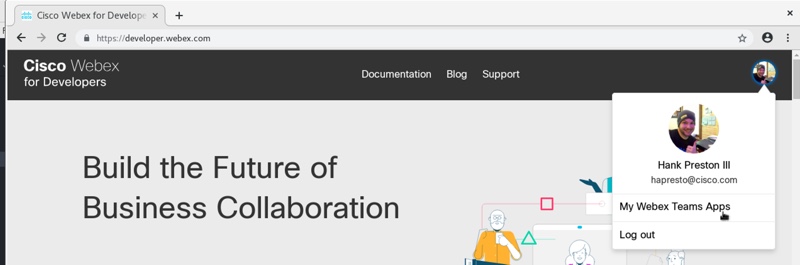 Cisco Webex for Develope
https://developer.webex.com
Cisco Webex
for Developers
Documentation
Blog
Support
Hank Preston III
hapresto@cisco.com
My Webex Teams Apps
Log out
Build the Future of
Business Collaboration